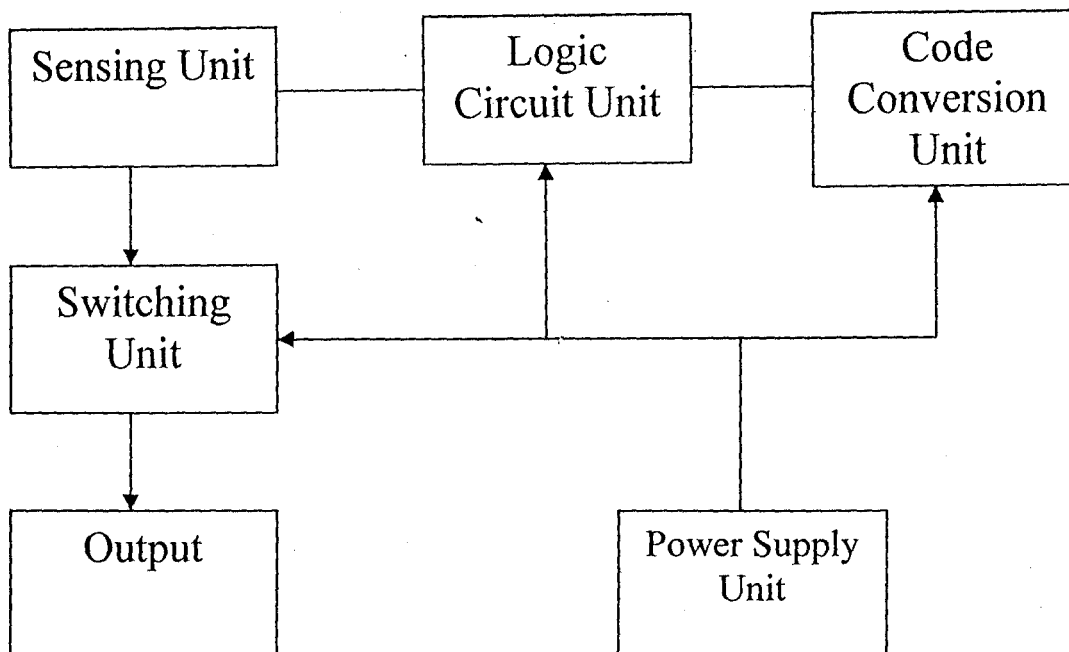 Sensing Unit
Logic
Circuit Unit
Code
Conversion
Unit
Switching
Unit
Output
Power Supply
Unit